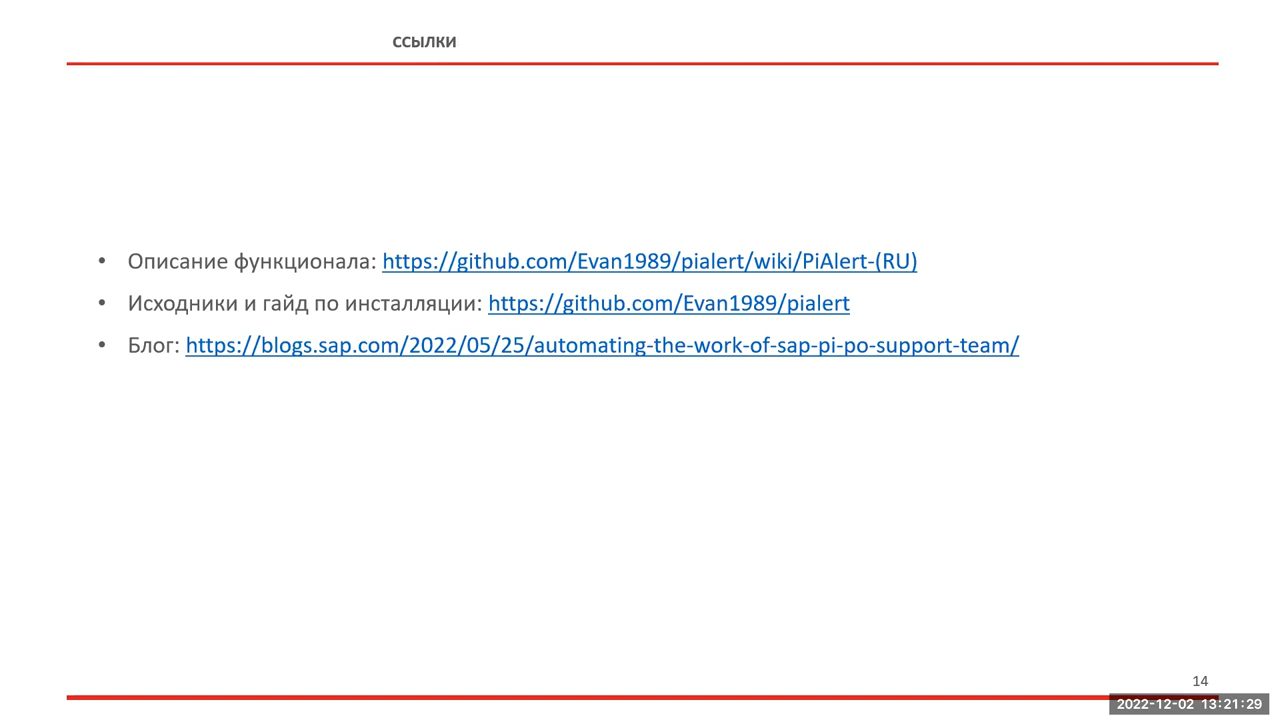 ССЫЛКИ
• Описание функционала: https://github.com/Evan1989/pialert/wiki/PiAlert-(RU)
• Исходники и гайд по инсталляции: https://github.com/Evan1989/pialert
• Блог: https://blogs.sap.com/2022/05/25/automating-the-work-of-sap-pi-po-support-team/
14
2022-12-02 13:21:29